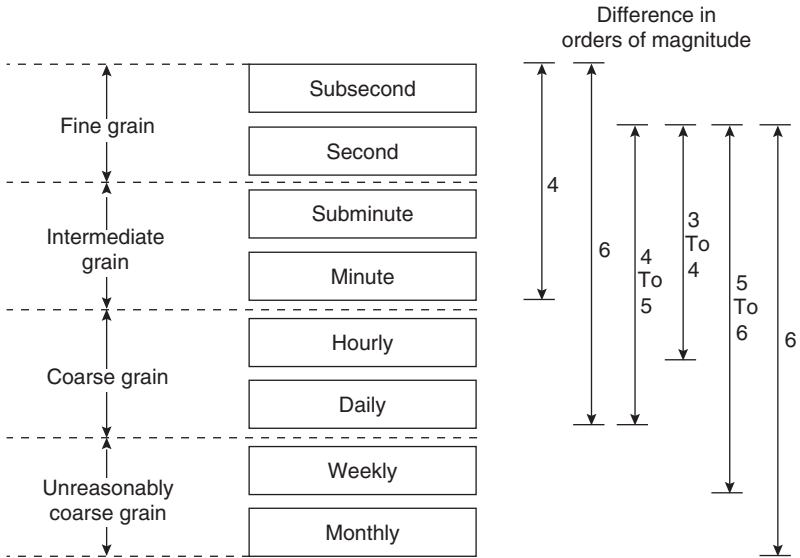 Difference in
orders of magnitude
Fine grain
Intermediate
grain
Coarse grain
Unreasonably
coarse grain
Subsecond
Second
Subminute
Minute
Hourly
Daily
Weekly
Monthly
4
6
4
To
5
3
To
4
5
To
6
6